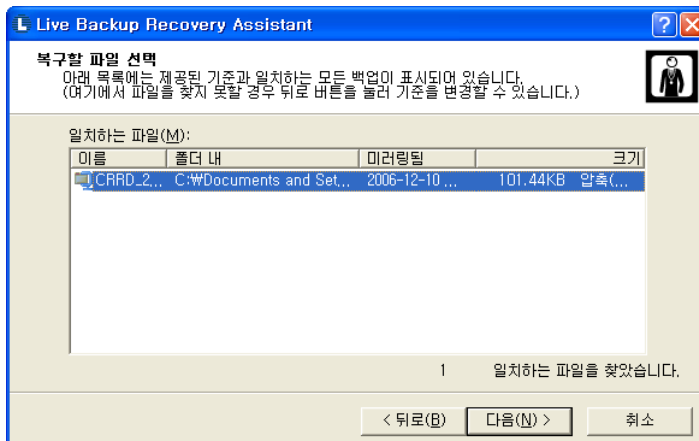 Live Backup Recovery Assistant
복구할 파일 선택
아래 목록에는 제공된 기준과 일치하는 모든 백업이 표시되어 있습니다.
(여기에서 파일을 찾지 못할 경우 뒤로 버튼을 눌러 기준을 변경할 수 있습니다.)
일치하는 파일(M):
이름 폴더 내 미러링됨 크기
CRRD_2... C:₩Documents and Set... 2006-12-10 ... 101.44KB 압축(...
1 일치하는 파일을 찾았습니다.
< 뒤로(B) 다음(N) > 취소